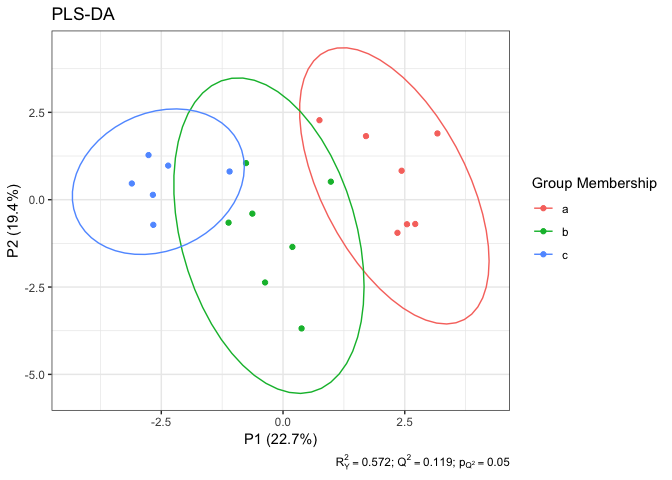 PLS-DA
2.5
0.0
-2.5
-5.0
P2 (19.4%)
-2.5
0.0
2.5
P1 (22.7%)
Group Membership
a
b
c
R²Y = 0.572; Q² = 0.119; pQ² = 0.05